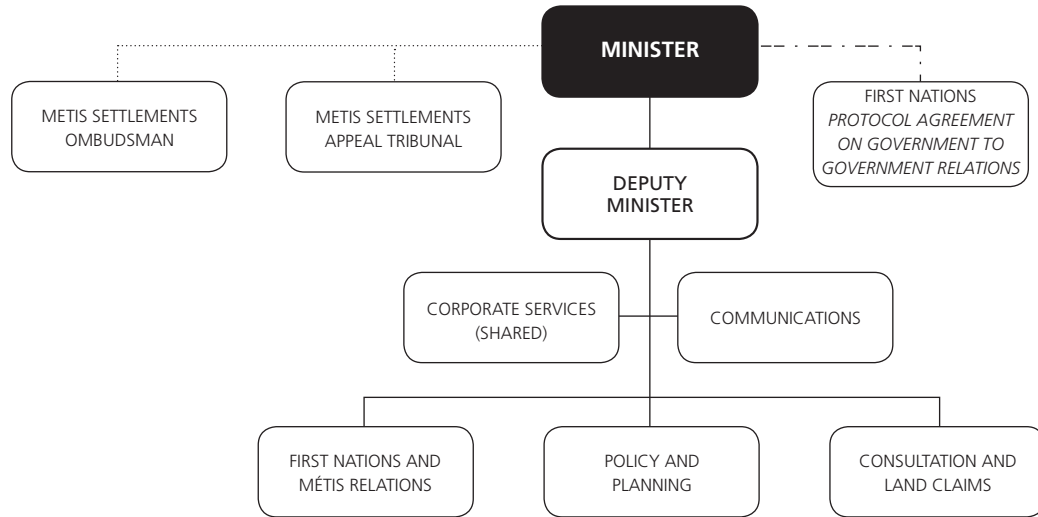 MINISTER
METIS SETTLEMENTS
OMBUDSMAN
METIS SETTLEMENTS
APPEAL TRIBUNAL
FIRST NATIONS
PROTOCOL AGREEMENT
ON GOVERNMENT TO
GOVERNMENT RELATIONS
DEPUTY
MINISTER
CORPORATE SERVICES
(SHARED)
COMMUNICATIONS
FIRST NATIONS AND
MÉTIS RELATIONS
POLICY AND
PLANNING
CONSULTATION AND
LAND CLAIMS